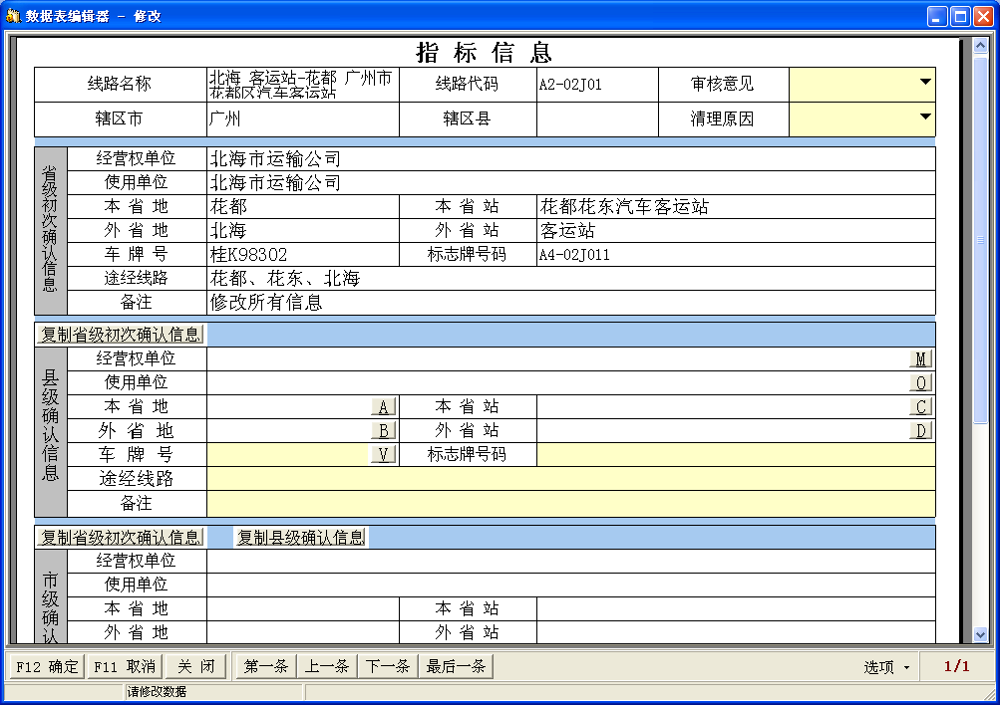 数据表编辑器 - 修改
指 标 信 息
线路名称 北海 客运站-花都 广州市花都区汽车客运站 线路代码 A2-02J01 审核意见
辖区市 广州 辖区县 清理原因
省级初次确认信息
经营权单位 北海市运输公司
使用单位 北海市运输公司
本 省 地 花都 本 省 站 花都花东汽车客运站
外 省 地 北海 外 省 站 客运站
车 牌 号 桂K98302 标志牌号码 A4-02J011
途经线路 花都、花东、北海
备注 修改所有信息
复制省级初次确认信息
县级确认信息
经营权单位 M
使用单位 O
本 省 地 A 本 省 站 C
外 省 地 B 外 省 站 D
车 牌 号 V 标志牌号码
途经线路
备注
复制省级初次确认信息 复制县级确认信息
市级确认
经营权单位
使用单位
本 省 地 本 省 站
外 省 地 外 省 站
F12 确定 F11 取消 关 闭 第一条 上一条 下一条 最后一条 选项 1/1
请修改数据